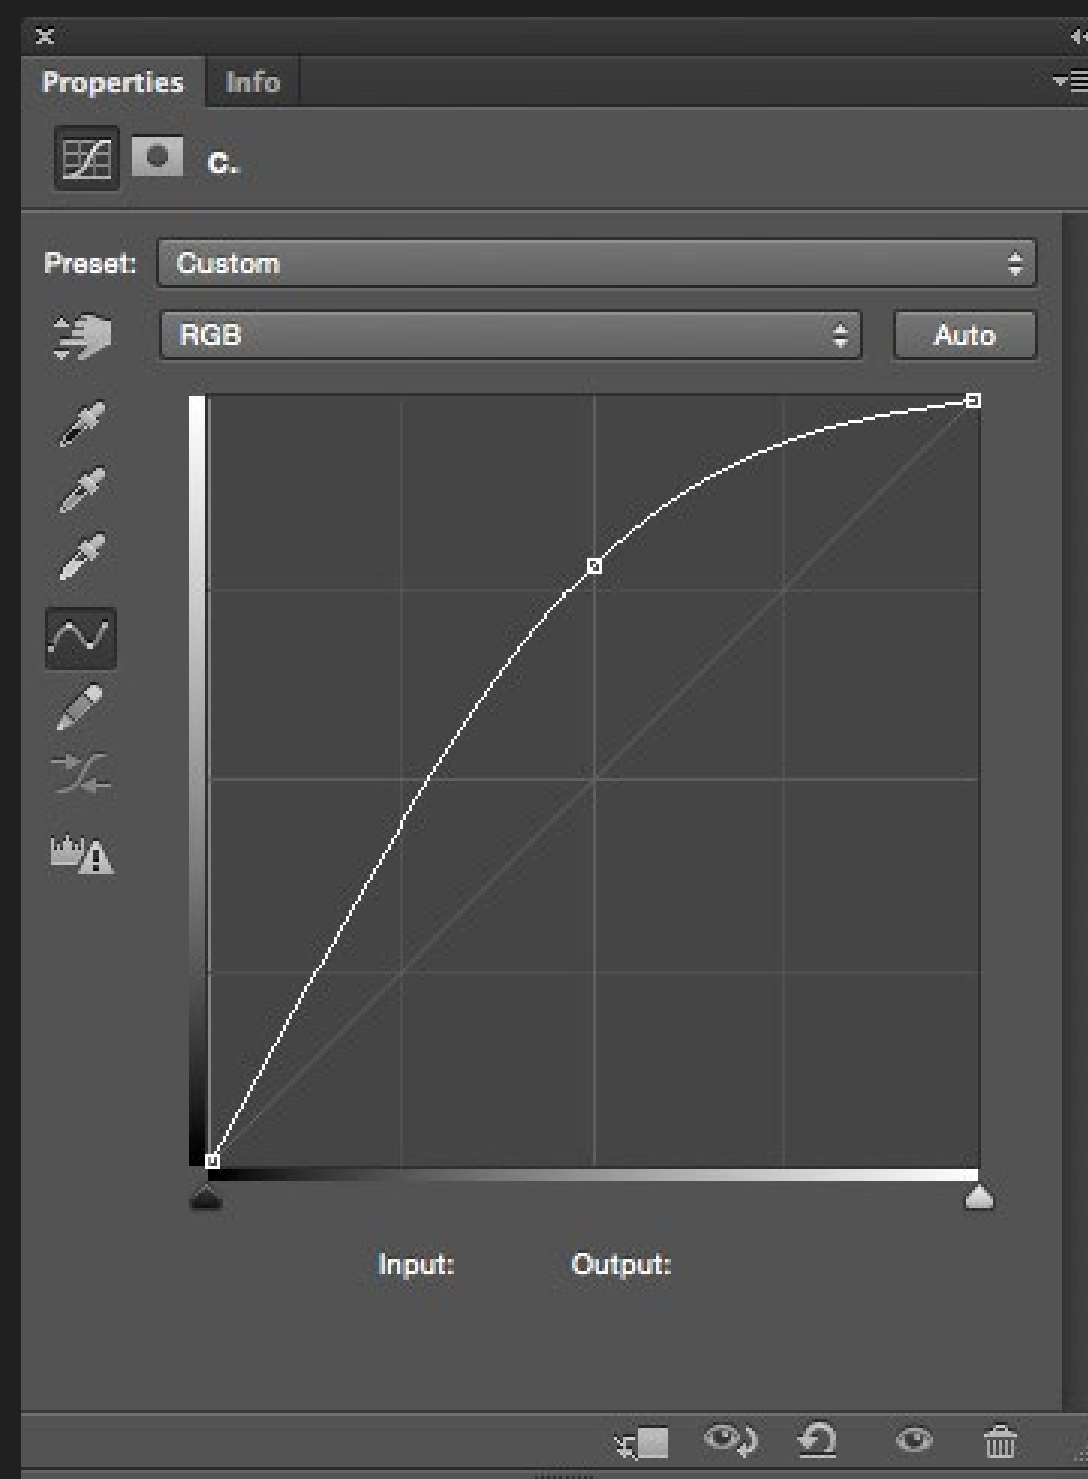 Properties Info
c.
Preset: Custom
RGB Auto
Input: Output: